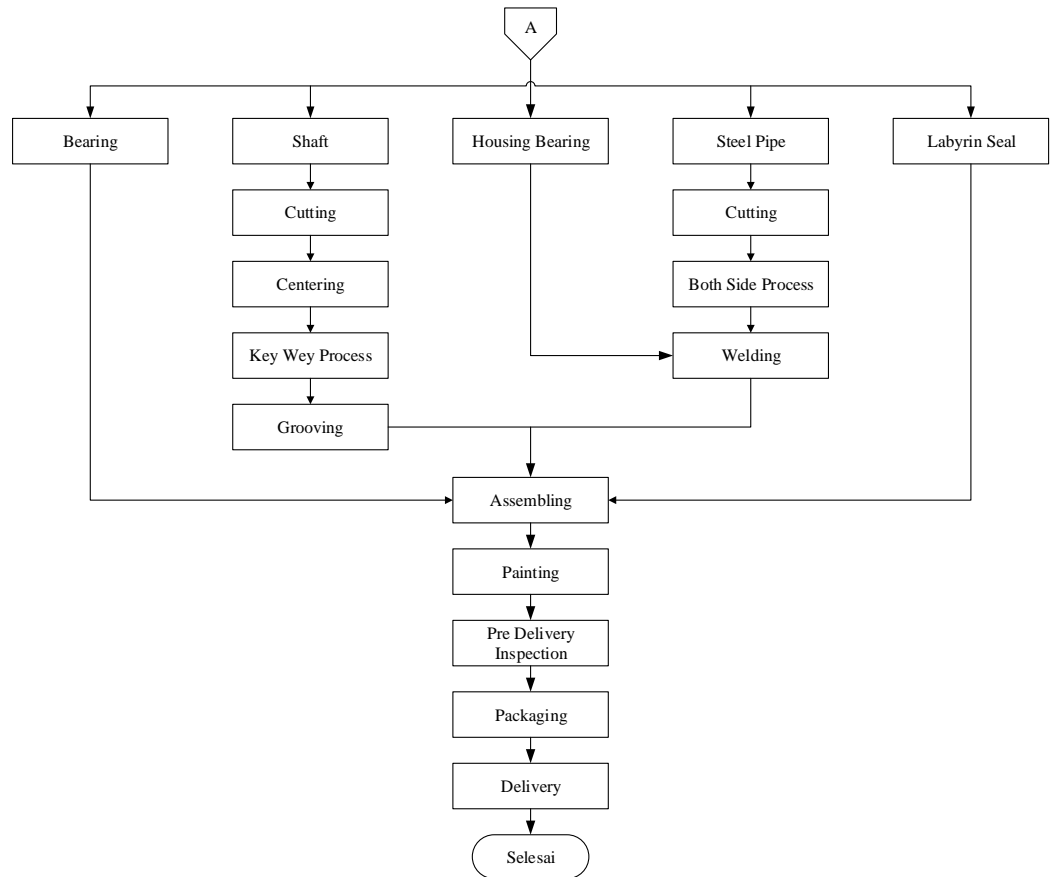 A
Bearing
Shaft
Housing Bearing
Steel Pipe
Labyrin Seal
Cutting
Cutting
Centering
Both Side Process
Key Wey Process
Welding
Grooving
Assembling
Painting
Pre Delivery
Inspection
Packaging
Delivery
Selesai